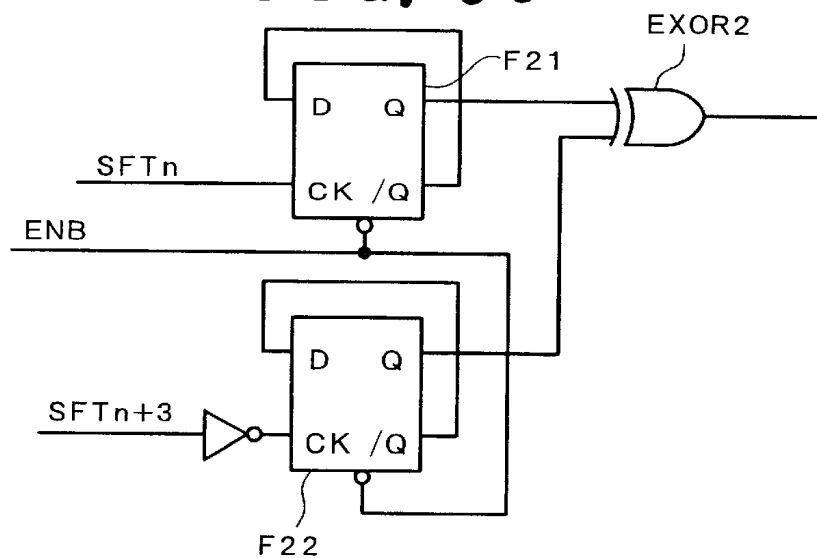 EXOR2
F21
D Q
SFTn
CK /Q
ENB
D Q
SFTn+3
CK /Q
F22